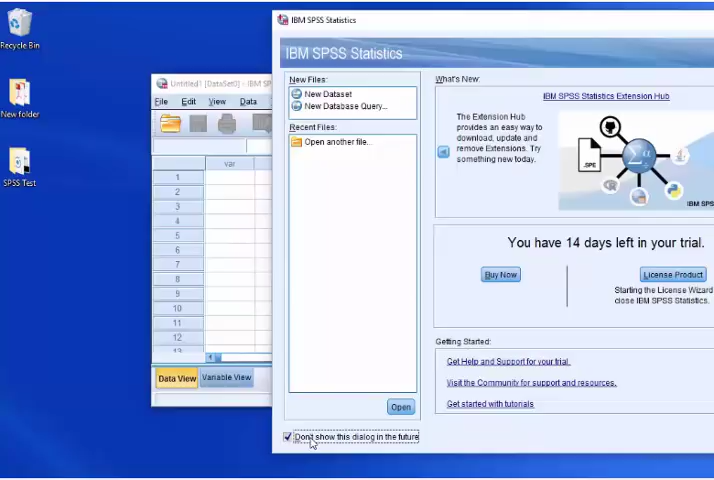 Recycle Bin
New folder
SPSS Test
Untitled1 [DataSet0] - IBM SP
File Edit View Data
var
1
2
3
4
5
6
7
8
9
10
11
12
13
Data View Variable View
IBM SPSS Statistics
IBM SPSS Statistics
New Files:
New Dataset
New Database Query...
Recent Files:
Open another file...
Open
Don't show this dialog in the future
What's New:
IBM SPSS Statistics Extension Hub
The Extension Hub
provides an easy way to
download, update and
remove Extensions. Try
something new today.
.SPE
Σα
R
IBM SPS
You have 14 days left in your trial.
Buy Now
License Product
Starting the License Wizard
close IBM SPSS Statistics.
Getting Started:
Get Help and Support for your trial.
Visit the Community for support and resources.
Get started with tutorials